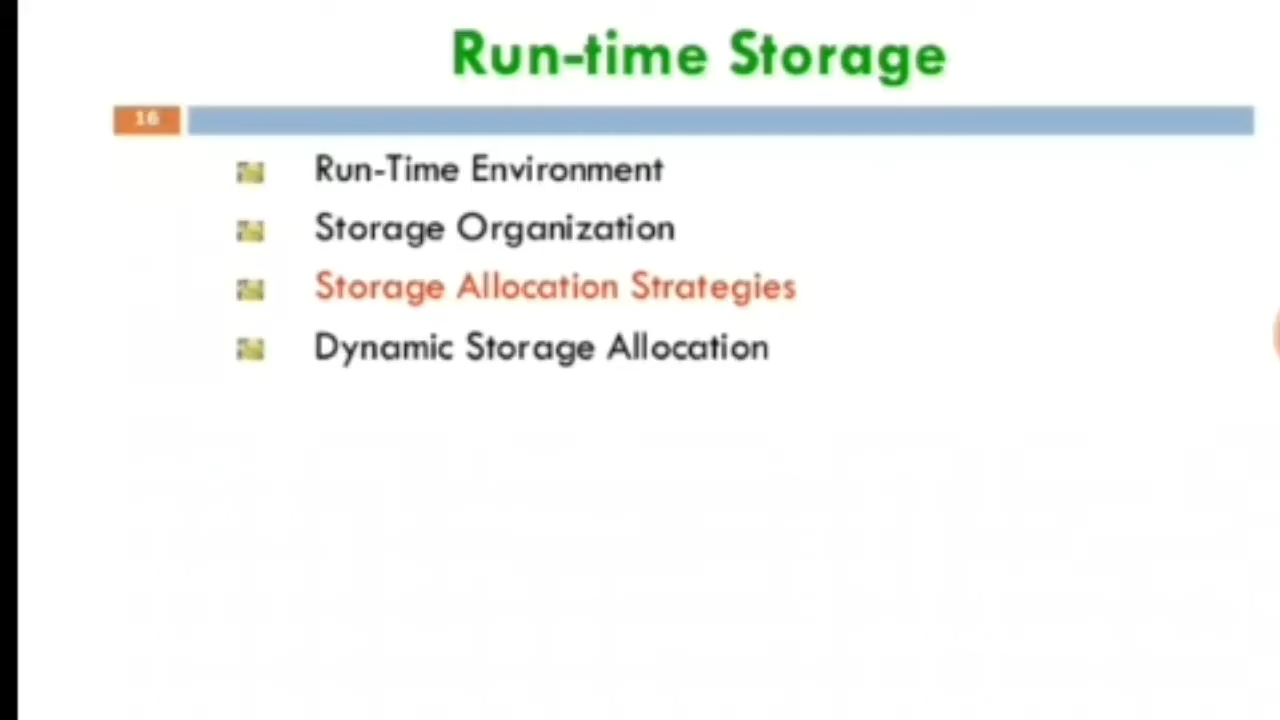 Run-time Storage
16
Run-Time Environment
Storage Organization
Storage Allocation Strategies
Dynamic Storage Allocation